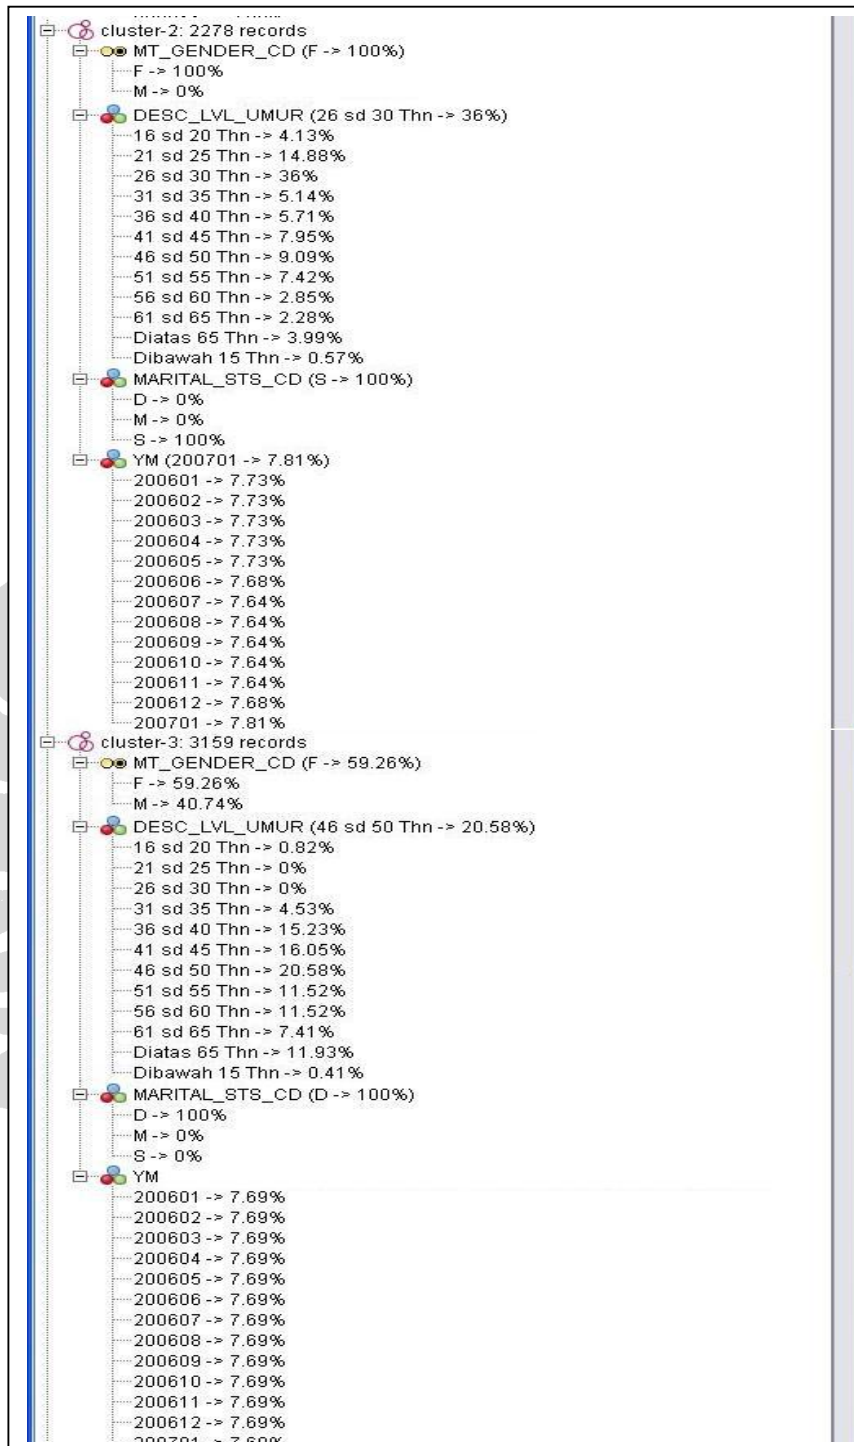 cluster-2: 2278 records
MT_GENDER_CD (F -> 100%)
F -> 100%
M -> 0%
DESC_LVL_UMUR (26 sd 30 Thn -> 36%)
16 sd 20 Thn -> 4.13%
21 sd 25 Thn -> 14.88%
26 sd 30 Thn -> 36%
31 sd 35 Thn -> 5.14%
36 sd 40 Thn -> 5.71%
41 sd 45 Thn -> 7.95%
46 sd 50 Thn -> 9.09%
51 sd 55 Thn -> 7.42%
56 sd 60 Thn -> 2.85%
61 sd 65 Thn -> 2.28%
Diatas 65 Thn -> 3.99%
Dibawah 15 Thn -> 0.57%
MARITAL_STS_CD (S -> 100%)
D -> 0%
M -> 0%
S -> 100%
YM (200701 -> 7.81%)
200601 -> 7.73%
200602 -> 7.73%
200603 -> 7.73%
200604 -> 7.73%
200605 -> 7.73%
200606 -> 7.68%
200607 -> 7.64%
200608 -> 7.64%
200609 -> 7.64%
200610 -> 7.64%
200611 -> 7.64%
200612 -> 7.68%
200701 -> 7.81%
cluster-3: 3159 records
MT_GENDER_CD (F -> 59.26%)
F -> 59.26%
M -> 40.74%
DESC_LVL_UMUR (46 sd 50 Thn -> 20.58%)
16 sd 20 Thn -> 0.82%
21 sd 25 Thn -> 0%
26 sd 30 Thn -> 0%
31 sd 35 Thn -> 4.53%
36 sd 40 Thn -> 15.23%
41 sd 45 Thn -> 16.05%
46 sd 50 Thn -> 20.58%
51 sd 55 Thn -> 11.52%
56 sd 60 Thn -> 11.52%
61 sd 65 Thn -> 7.41%
Diatas 65 Thn -> 11.93%
Dibawah 15 Thn -> 0.41%
MARITAL_STS_CD (D -> 100%)
D -> 100%
M -> 0%
S -> 0%
YM
200601 -> 7.69%
200602 -> 7.69%
200603 -> 7.69%
200604 -> 7.69%
200605 -> 7.69%
200606 -> 7.69%
200607 -> 7.69%
200608 -> 7.69%
200609 -> 7.69%
200610 -> 7.69%
200611 -> 7.69%
200612 -> 7.69%